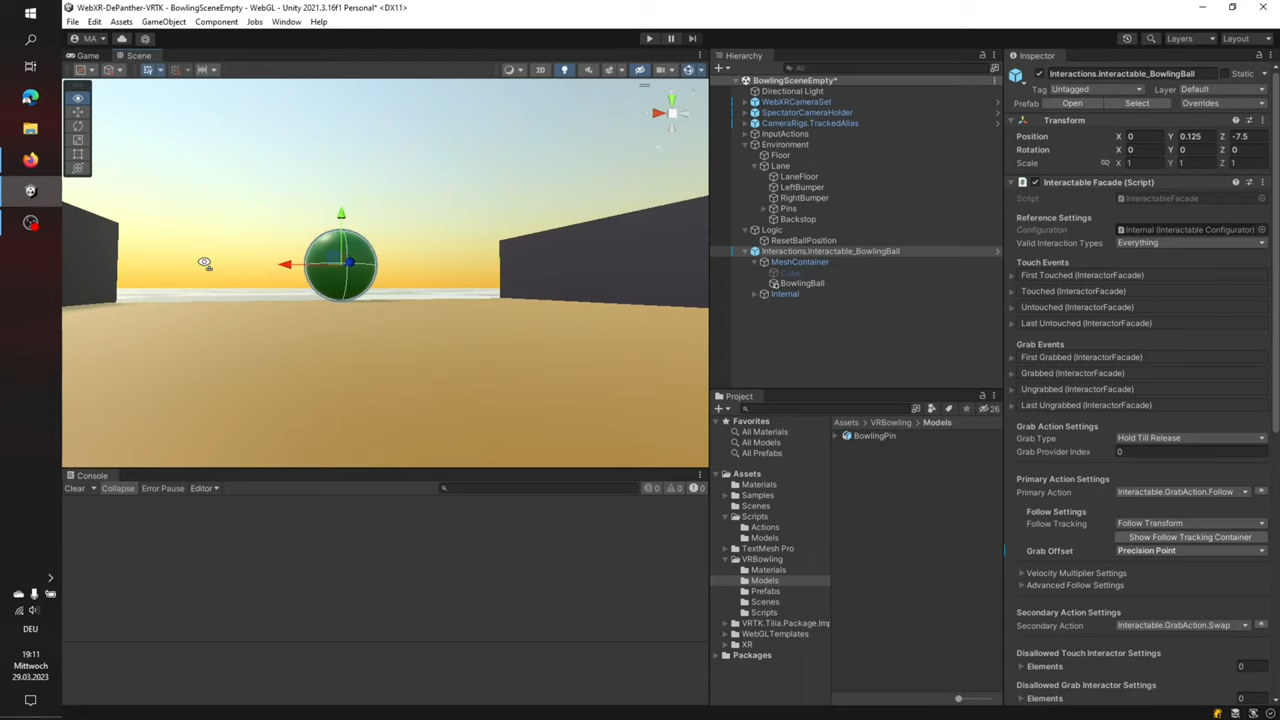 WebXR-DePanther-VRTK - BowlingSceneEmpty - WebGL - Unity 2021.3.16f1 Personal* <DX11>
File Edit Assets GameObject Component Jobs Window Help
MA
Layers Layout
Game Scene
2D
Hierarchy
All
BowlingSceneEmpty*
Directional Light
WebXRCameraSet
SpectatorCameraHolder
CameraRigs.TrackedAlias
InputActions
Environment
Floor
Lane
LaneFloor
LeftBumper
RightBumper
Pins
Backstop
Logic
ResetBallPosition
Interactions.Interactable_BowlingBall
MeshContainer
Cube
BowlingBall
Internal
Inspector
Interactions.Interactable_BowlingBall Static
Tag Untagged Layer Default
Prefab Open Select Overrides
Transform
Position X 0 Y 0.125 Z -7.5
Rotation X 0 Y 0 Z 0
Scale X 1 Y 1 Z 1
Interactable Facade (Script)
Script InteractableFacade
Reference Settings
Configuration Internal (Interactable Configurator)
Valid Interaction Types Everything
Touch Events
First Touched (InteractorFacade)
Touched (InteractorFacade)
Untouched (InteractorFacade)
Last Untouched (InteractorFacade)
Grab Events
First Grabbed (InteractorFacade)
Grabbed (InteractorFacade)
Ungrabbed (InteractorFacade)
Last Ungrabbed (InteractorFacade)
Grab Action Settings
Grab Type Hold Till Release
Grab Provider Index 0
Primary Action Settings
Primary Action Interactable.GrabAction.Follow
Follow Settings
Follow Tracking Follow Transform
Show Follow Tracking Container
Grab Offset Precision Point
Velocity Multiplier Settings
Advanced Follow Settings
Secondary Action Settings
Secondary Action Interactable.GrabAction.Swap
Disallowed Touch Interactor Settings
Elements 0
Disallowed Grab Interactor Settings
Elements 0
Project
26
Favorites
All Materials
All Models
All Prefabs
Assets
Materials
Samples
Scenes
Scripts
Actions
Models
TextMesh Pro
VRBowling
Materials
Models
Prefabs
Scenes
Scripts
VRTK.Tilia.Package.Imp
WebGLTemplates
XR
Packages
Assets > VRBowling > Models
BowlingPin
Console
Clear Collapse Error Pause Editor 0 0 0
DEU
19:11
Mittwoch
29.03.2023